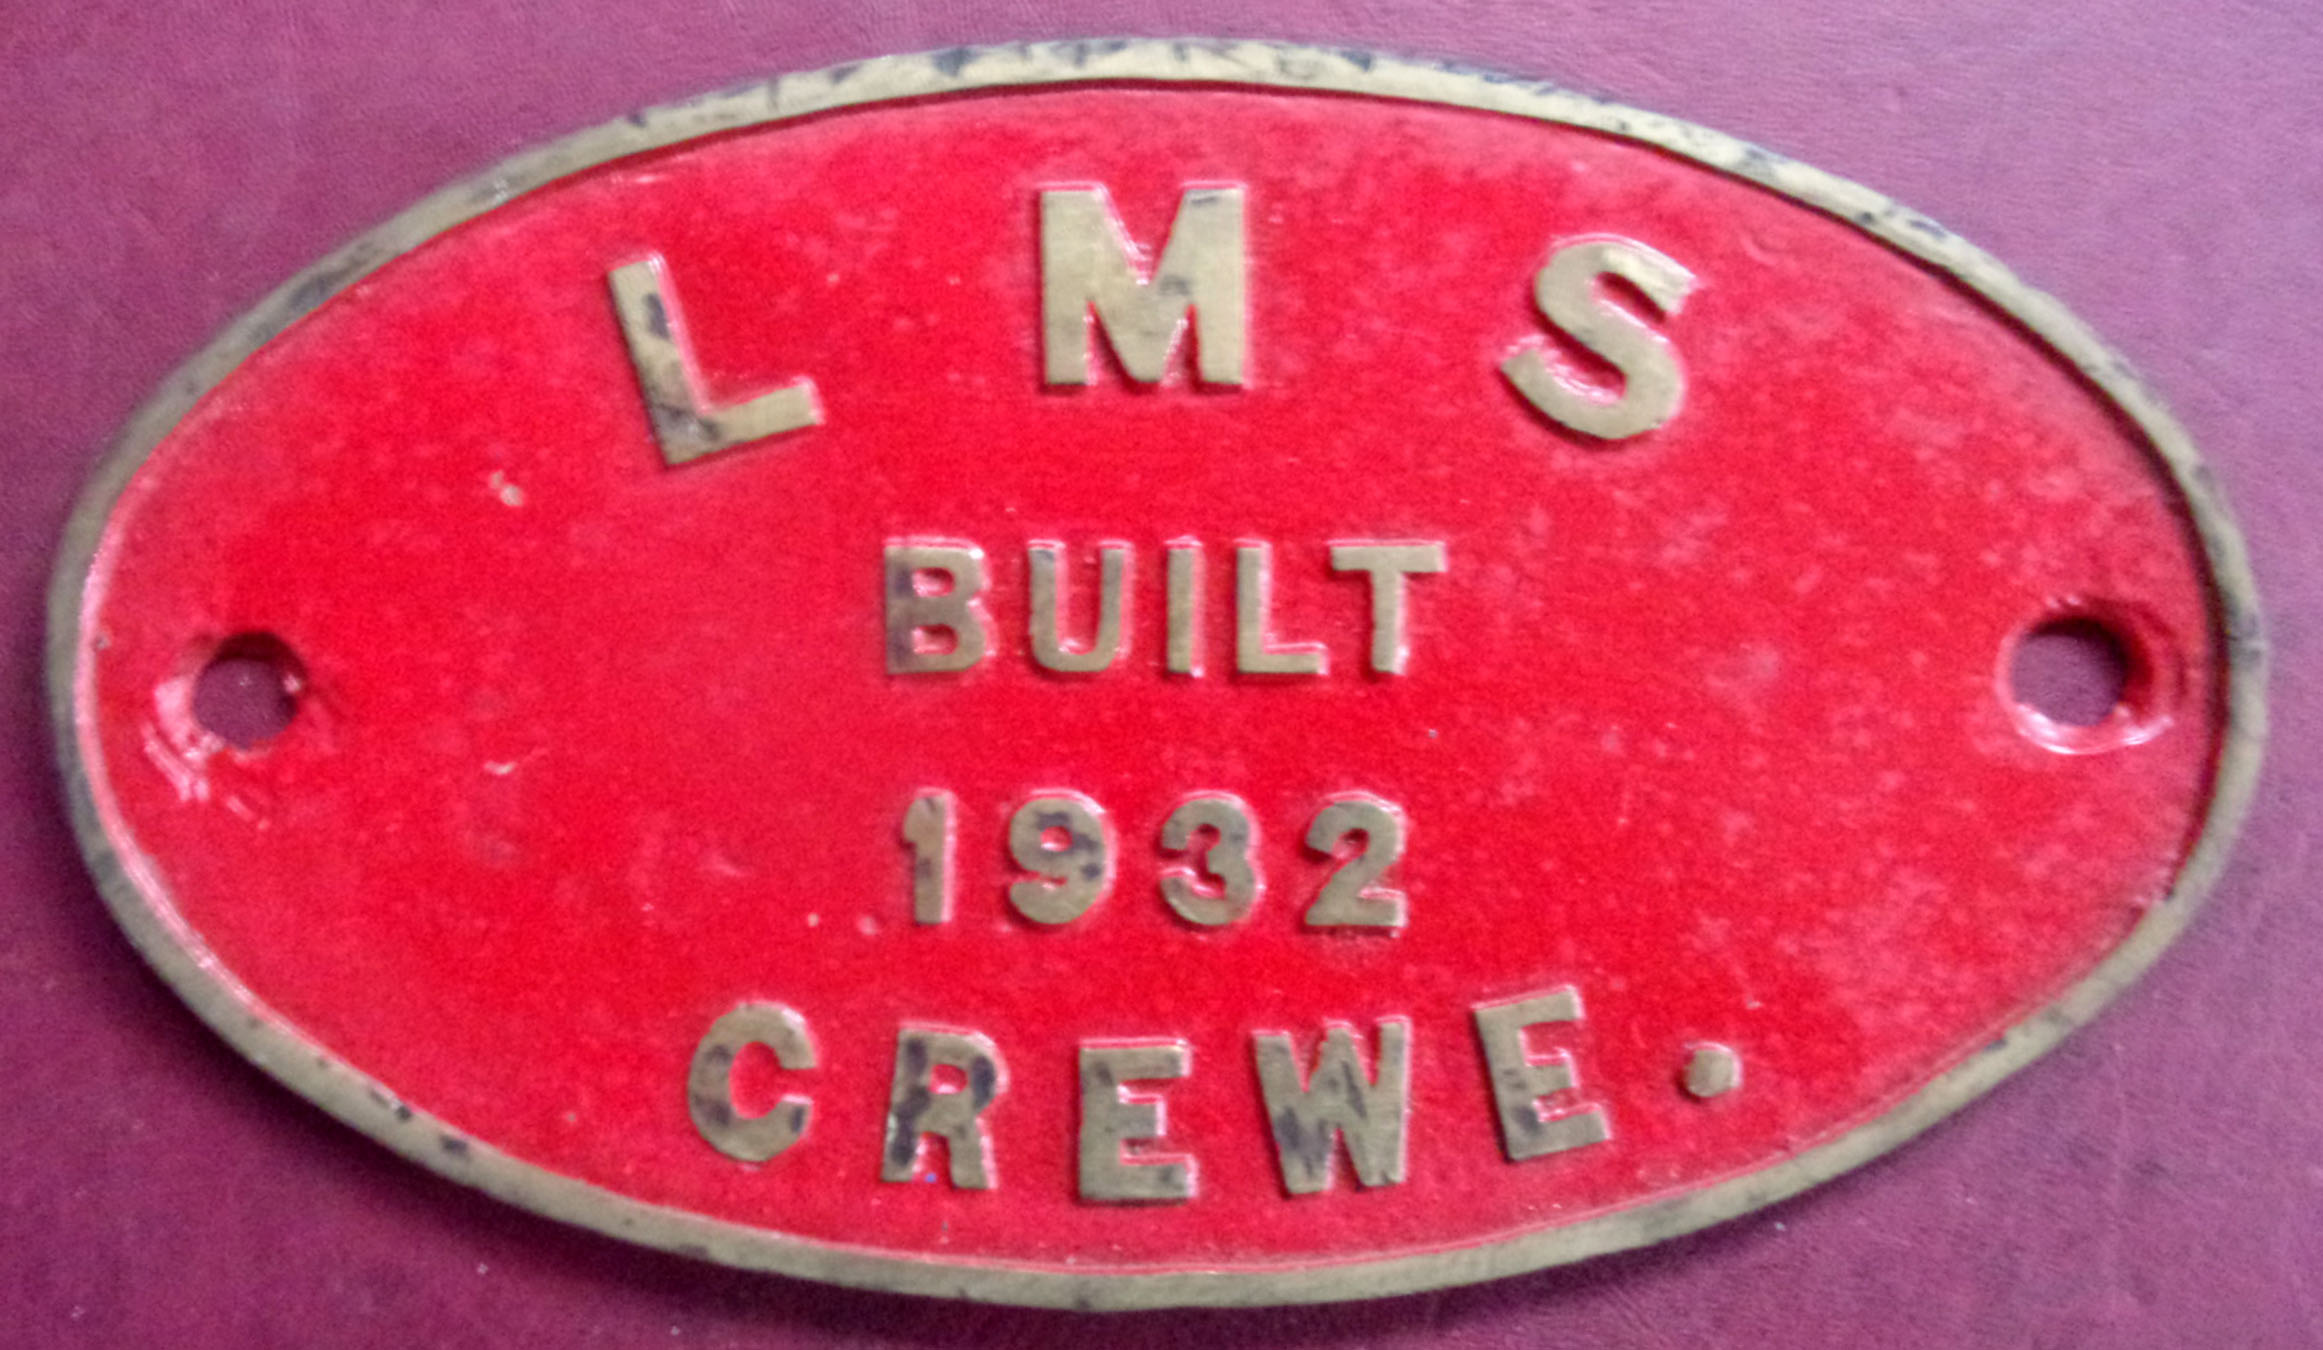 L M S
BUILT
1932
CREWE.